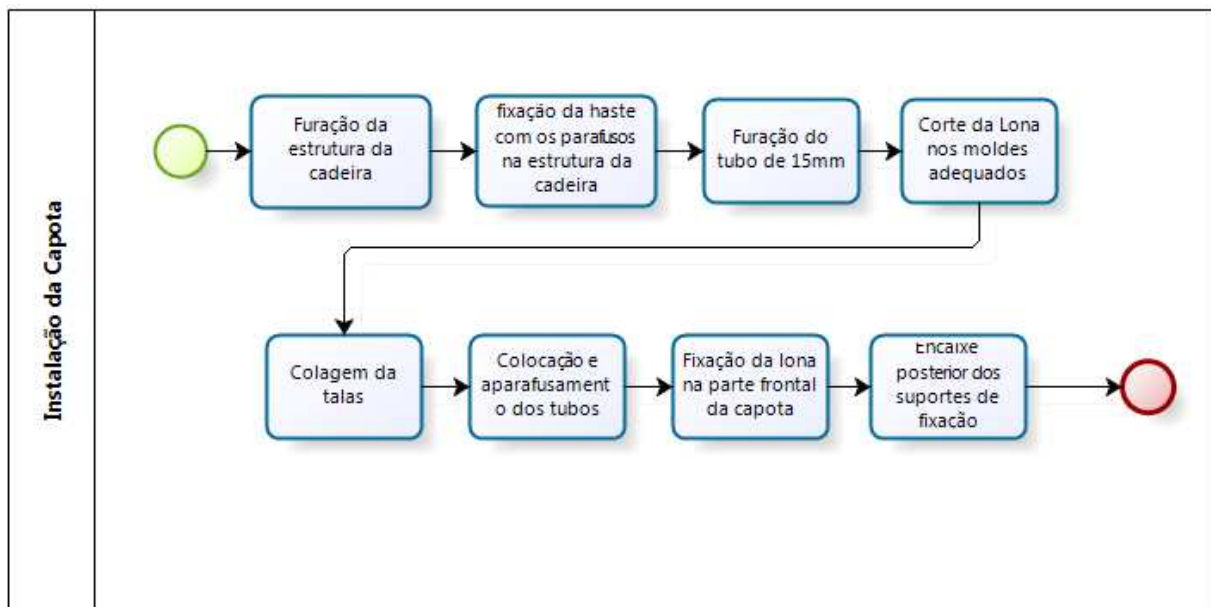 Instalação da Capota
Furação da
estrutura da
cadeira
fixação da haste
com os parafusos
na estrutura da
cadeira
Furação do
tubo de 15mm
Corte da Lona
nos moldes
adequados
Colagem da
talas
Colocação e
aparafusament
o dos tubos
Fixação da lona
na parte frontal
da capota
Encaixe
posterior dos
suportes de
fixação